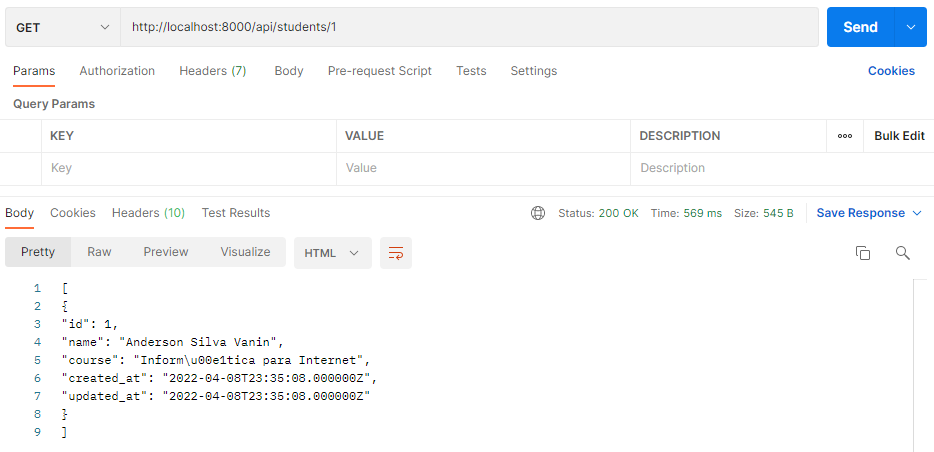 GET http://localhost:8000/api/students/1 Send
Params Authorization Headers (7) Body Pre-request Script Tests Settings Cookies
Query Params
KEY VALUE DESCRIPTION ooo Bulk Edit
Key Value Description
Body Cookies Headers (10) Test Results Status: 200 OK Time: 569 ms Size: 545 B Save Response
Pretty Raw Preview Visualize HTML
1 [
2 {
3 "id": 1,
4 "name": "Anderson Silva Vanin",
5 "course": "Inform\u00e1tica para Internet",
6 "created_at": "2022-04-08T23:35:08.000000Z",
7 "updated_at": "2022-04-08T23:35:08.000000Z"
8 }
9 ]